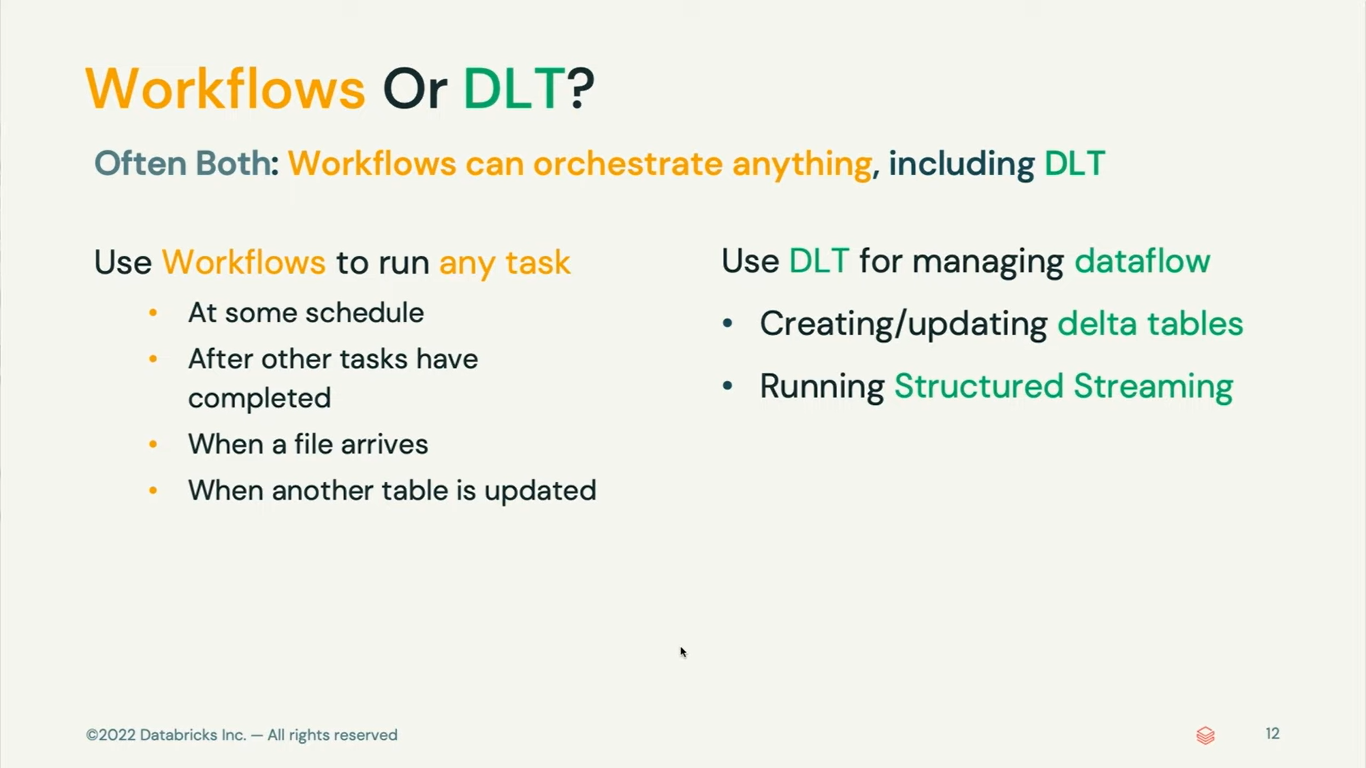 Workflows Or DLT?
Often Both: Workflows can orchestrate anything, including DLT
Use Workflows to run any task
• At some schedule
• After other tasks have
completed
• When a file arrives
• When another table is updated
Use DLT for managing dataflow
• Creating/updating delta tables
• Running Structured Streaming
©2022 Databricks Inc. — All rights reserved
12